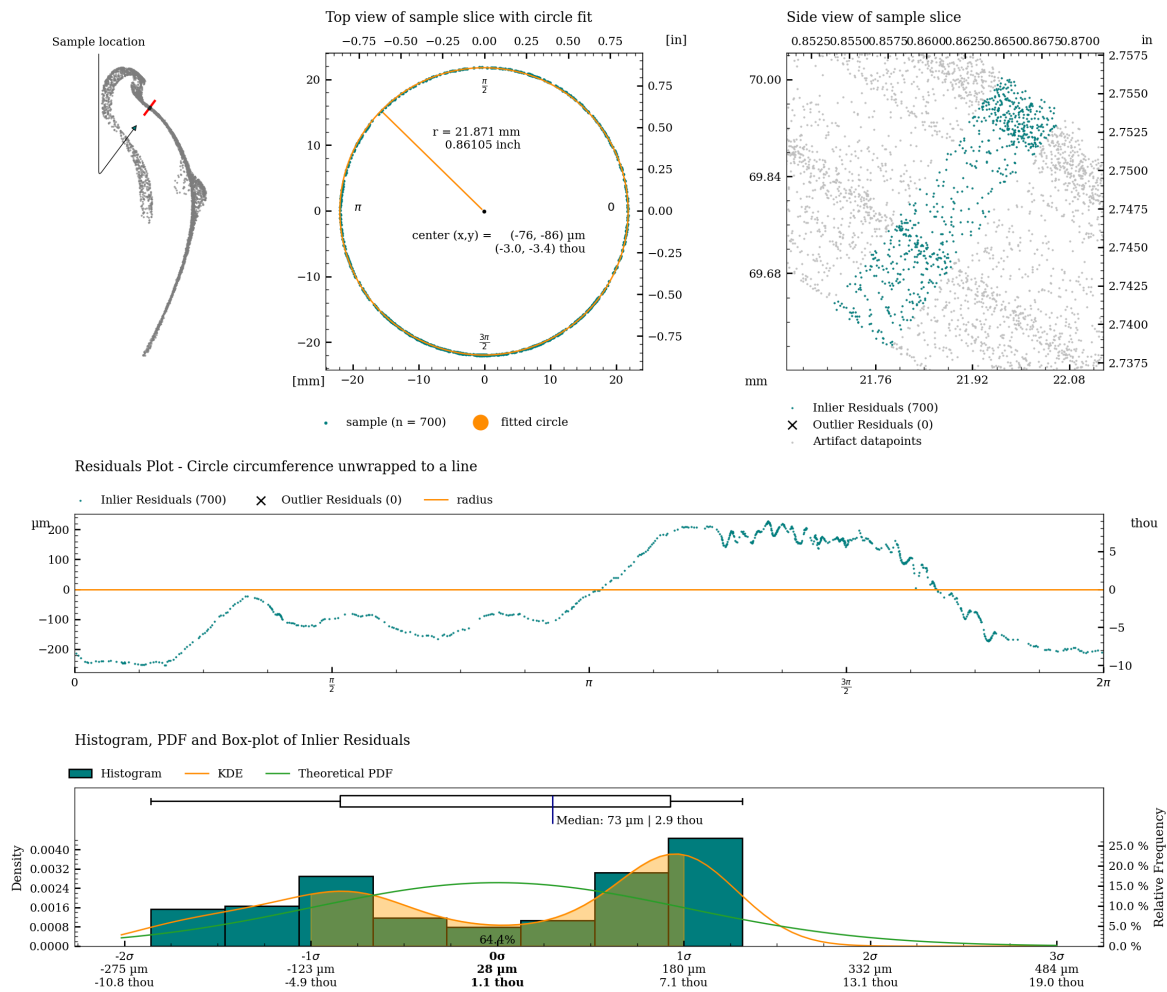 Top view of sample slice with circle fit
Side view of sample slice
Sample location
−0.75 −0.50 −0.25 0.00 0.25 0.50 0.75 [in]
0.8525 0.8550 0.8575 0.8600 0.8625 0.8650 0.8675 0.8700 in
20
10
0
−10
−20
[mm]
−20 −10 0 10 20
0.75
0.50
0.25
0.00
−0.25
−0.50
−0.75
π/2
π
0
3π/2
r = 21.871 mm
0.86105 inch
center (x,y) = (-76, -86) µm
(-3.0, -3.4) thou
sample (n = 700)
fitted circle
70.00
69.84
69.68
mm
21.76 21.92 22.08
2.7575
2.7550
2.7525
2.7500
2.7475
2.7450
2.7425
2.7400
2.7375
Inlier Residuals (700)
Outlier Residuals (0)
Artifact datapoints
Residuals Plot - Circle circumference unwrapped to a line
Inlier Residuals (700) Outlier Residuals (0) radius
µm
200
100
0
−100
−200
thou
5
0
−5
−10
0 π/2 π 3π/2 2π
Histogram, PDF and Box-plot of Inlier Residuals
Histogram KDE Theoretical PDF
Median: 73 µm | 2.9 thou
Density
0.0040
0.0032
0.0024
0.0016
0.0008
0.0000
Relative Frequency
25.0 %
20.0 %
15.0 %
10.0 %
5.0 %
0.0 %
64.4%
-2σ -1σ 0σ 1σ 2σ 3σ
-275 µm -123 µm 28 µm 180 µm 332 µm 484 µm
-10.8 thou -4.9 thou 1.1 thou 7.1 thou 13.1 thou 19.0 thou